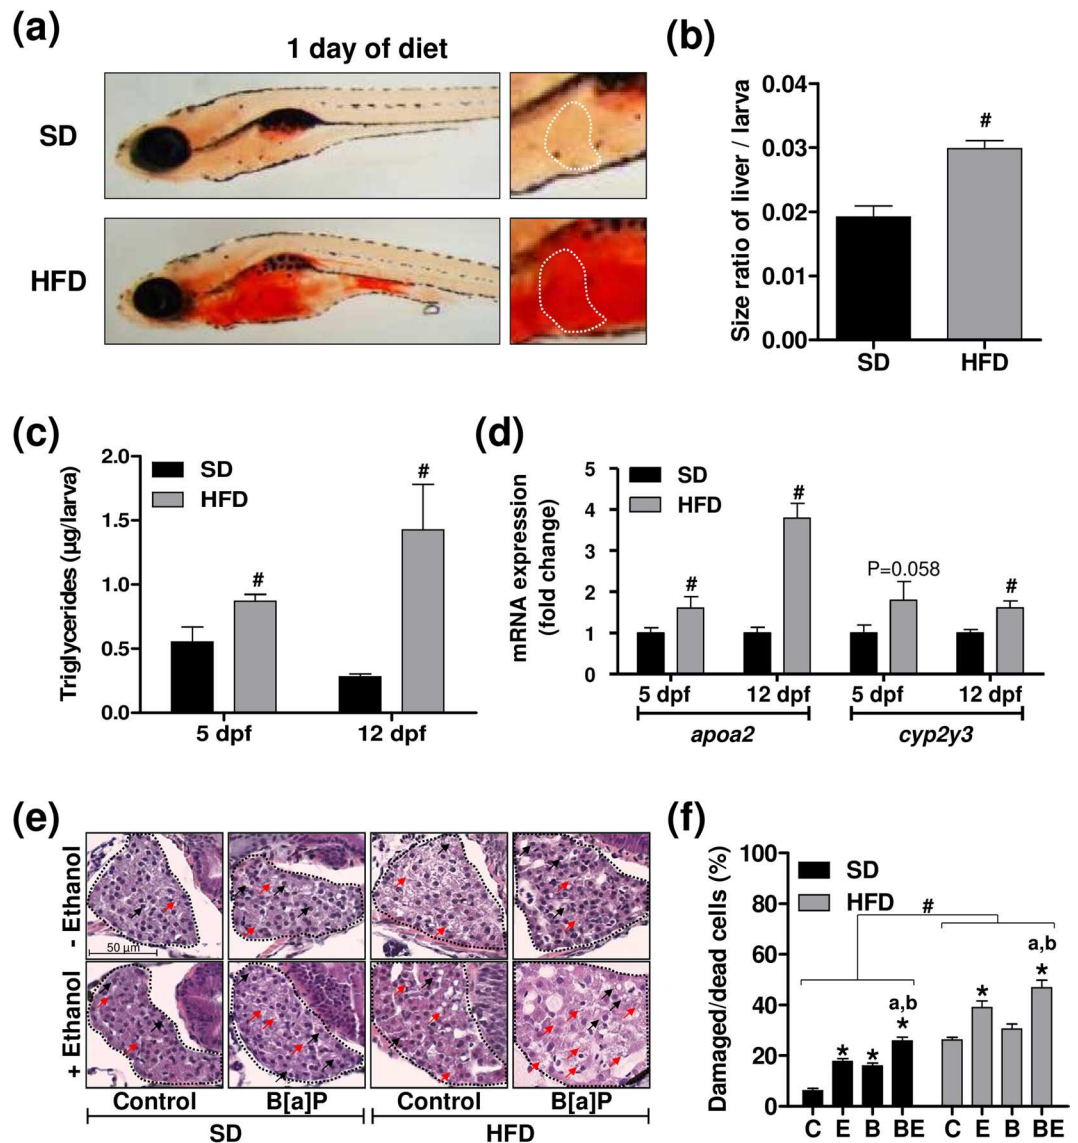 (a)
1 day of diet
SD
HFD
(b)
Size ratio of liver / larva
0.04
0.03
0.02
0.01
0.00
#
SD
HFD
(c)
Triglycerides (µg/larva)
2.0
1.5
1.0
0.5
0.0
SD
HFD
#
#
5 dpf
12 dpf
(d)
mRNA expression
(fold change)
5
4
3
2
1
0
SD
HFD
#
#
P=0.058
#
5 dpf
12 dpf
5 dpf
12 dpf
apoa2
cyp2y3
(e)
- Ethanol
+ Ethanol
50 µm
Control
B[a]P
Control
B[a]P
SD
HFD
(f)
Damaged/dead cells (%)
100
80
60
40
20
0
SD
HFD
#
*
*
a,b
*
*
a,b
*
C E B BE C E B BE